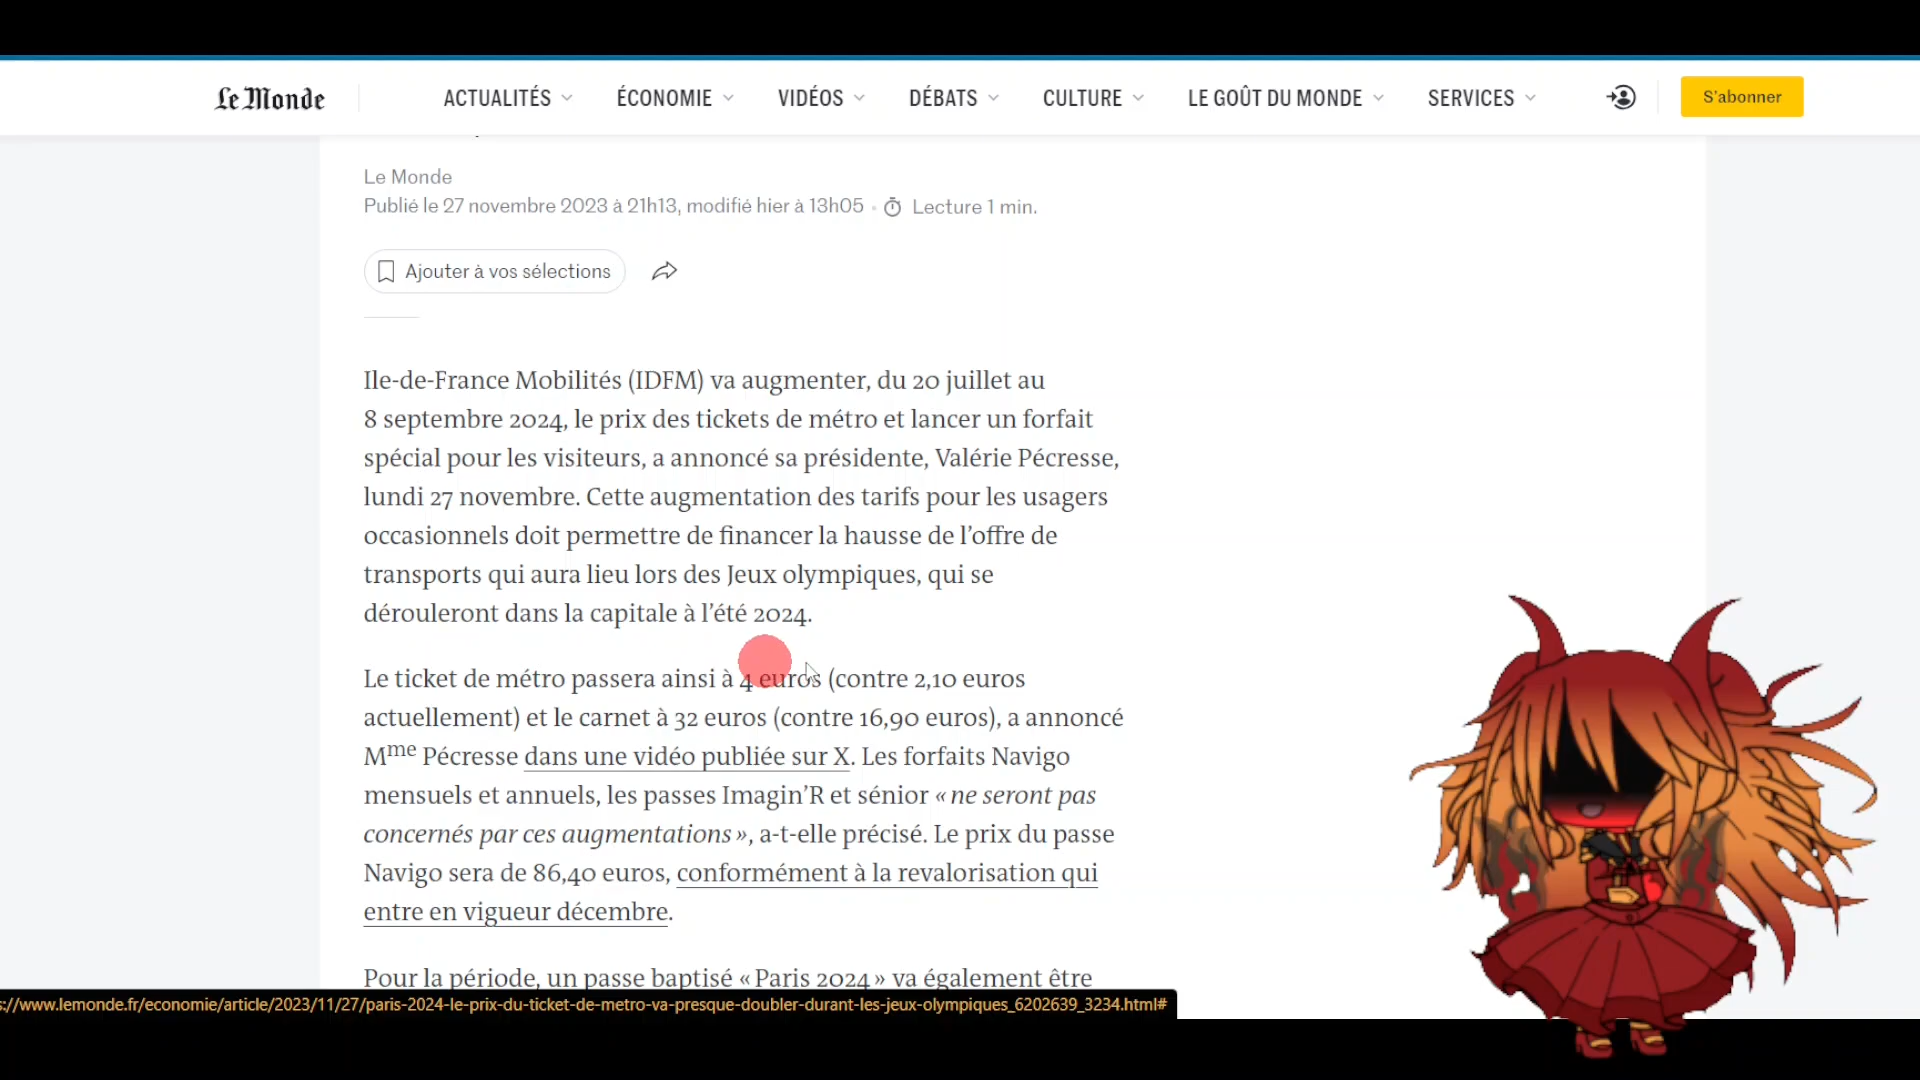 Le Monde
ACTUALITÉS
ÉCONOMIE
VIDÉOS
DÉBATS
CULTURE
LE GOÛT DU MONDE
SERVICES
S'abonner
Le Monde
Publié le 27 novembre 2023 à 21h13, modifié hier à 13h05 • Lecture 1 min.
Ajouter à vos sélections
Ile-de-France Mobilités (IDFM) va augmenter, du 20 juillet au
8 septembre 2024, le prix des tickets de métro et lancer un forfait
spécial pour les visiteurs, a annoncé sa présidente, Valérie Pécresse,
lundi 27 novembre. Cette augmentation des tarifs pour les usagers
occasionnels doit permettre de financer la hausse de l’offre de
transports qui aura lieu lors des Jeux olympiques, qui se
dérouleront dans la capitale à l’été 2024.
Le ticket de métro passera ainsi à 4 euros (contre 2,10 euros
actuellement) et le carnet à 32 euros (contre 16,90 euros), a annoncé
Mme Pécresse dans une vidéo publiée sur X. Les forfaits Navigo
mensuels et annuels, les passes Imagin’R et sénior « ne seront pas
concernés par ces augmentations », a-t-elle précisé. Le prix du passe
Navigo sera de 86,40 euros, conformément à la revalorisation qui
entre en vigueur décembre.
Pour la période, un passe baptisé « Paris 2024 » va également être
s://www.lemonde.fr/economie/article/2023/11/27/paris-2024-le-prix-du-ticket-de-metro-va-presque-doubler-durant-les-jeux-olympiques_6202639_3234.html#